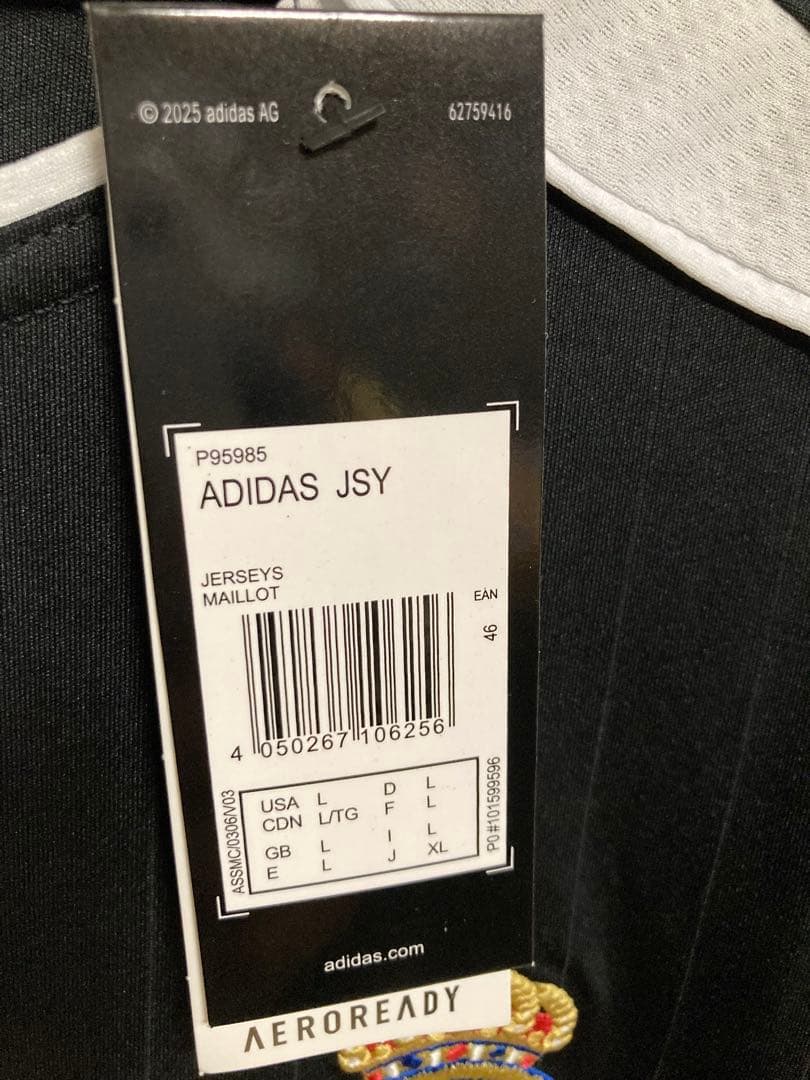 © 2025 adidas AG
62759416
P95985
ADIDAS JSY
JERSEYS
MAILLOT
EAN
46
4 050267 106256
ASSMC/0306/V03
USA L D L
CDN L/TG F L
GB L I L
E L J XL
PO#101599596
adidas.com
AEROREADY